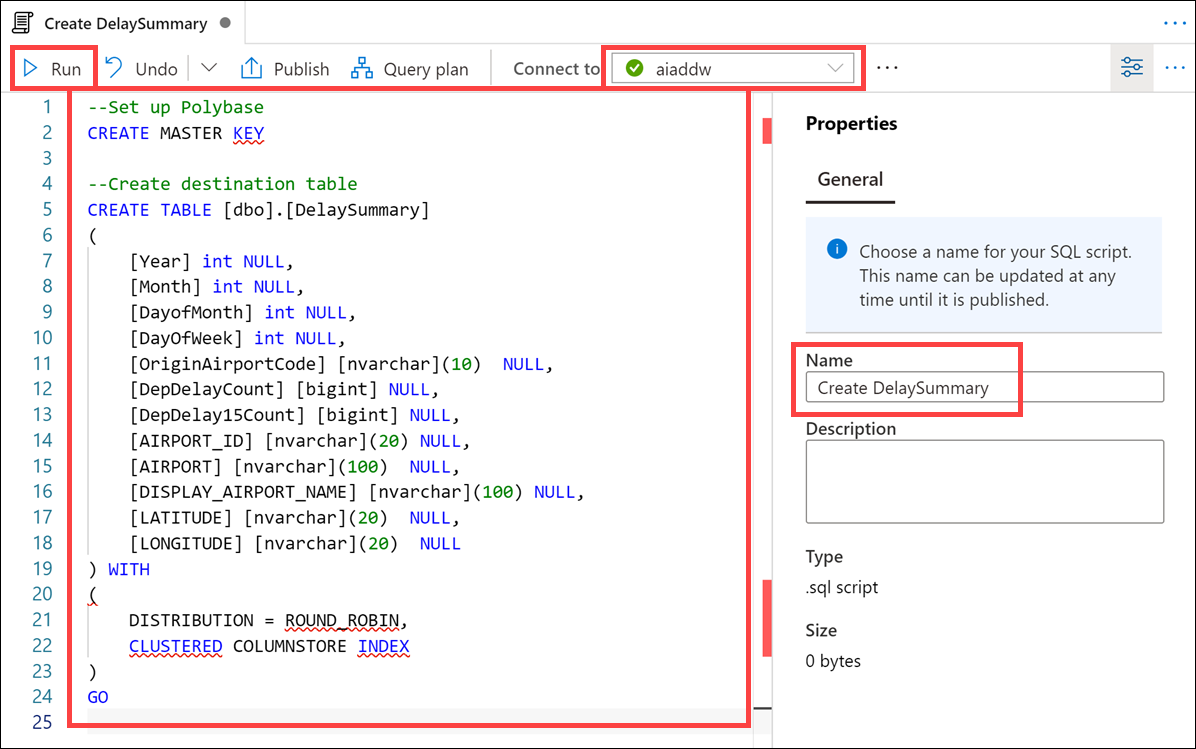 Create DelaySummary
Run Undo Publish Query plan Connect to aiaddw
1 --Set up Polybase
2 CREATE MASTER KEY
3
4 --Create destination table
5 CREATE TABLE [dbo].[DelaySummary]
6 (
7 [Year] int NULL,
8 [Month] int NULL,
9 [DayofMonth] int NULL,
10 [DayOfWeek] int NULL,
11 [OriginAirportCode] [nvarchar](10)  NULL,
12 [DepDelayCount] [bigint] NULL,
13 [DepDelay15Count] [bigint] NULL,
14 [AIRPORT_ID] [nvarchar](20) NULL,
15 [AIRPORT] [nvarchar](100)  NULL,
16 [DISPLAY_AIRPORT_NAME] [nvarchar](100) NULL,
17 [LATITUDE] [nvarchar](20)  NULL,
18 [LONGITUDE] [nvarchar](20)  NULL
19 ) WITH
20 (
21 DISTRIBUTION = ROUND_ROBIN,
22 CLUSTERED COLUMNSTORE INDEX
23 )
24 GO
25
Properties
General
Choose a name for your SQL script.
This name can be updated at any
time until it is published.
Name
Create DelaySummary
Description
Type
.sql script
Size
0 bytes